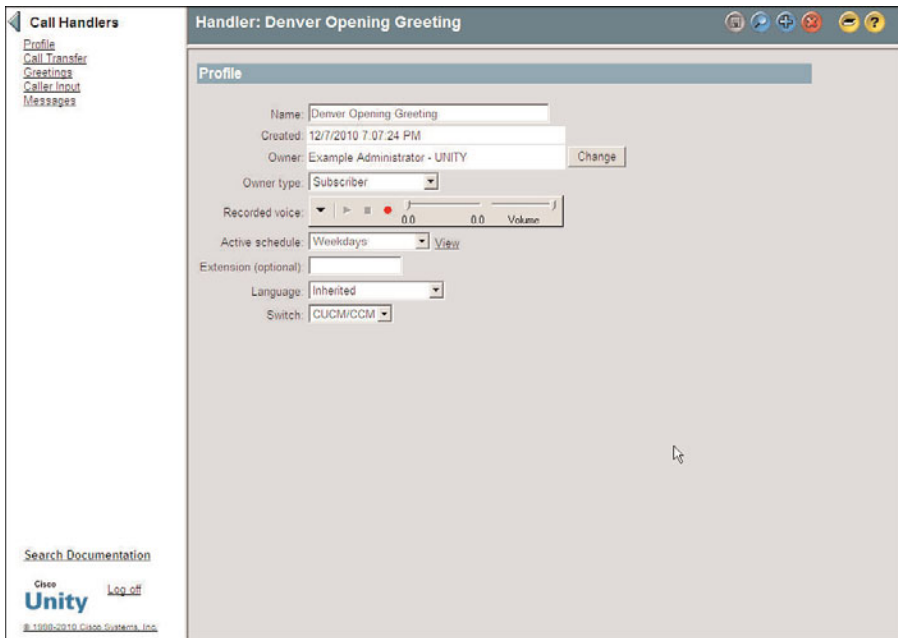 Call Handlers
Profile
Call Transfer
Greetings
Caller Input
Messages
Handler: Denver Opening Greeting
?
Profile
Name: Denver Opening Greeting
Created: 12/7/2010 7:07:24 PM
Owner: Example Administrator - UNITY
Change
Owner type: Subscriber
Recorded voice:
0.0 0.0 Volume
Active schedule: Weekdays View
Extension (optional):
Language: Inherited
Switch: CUCM/CCM
Search Documentation
Cisco
Unity
Log off
© 1998-2010 Cisco Systems, Inc.